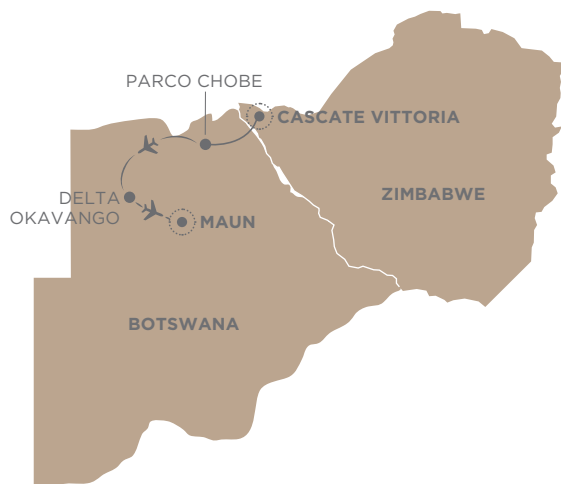 PARCO CHOBE
CASCATE VITTORIA
ZIMBABWE
DELTA
OKAVANGO
MAUN
BOTSWANA